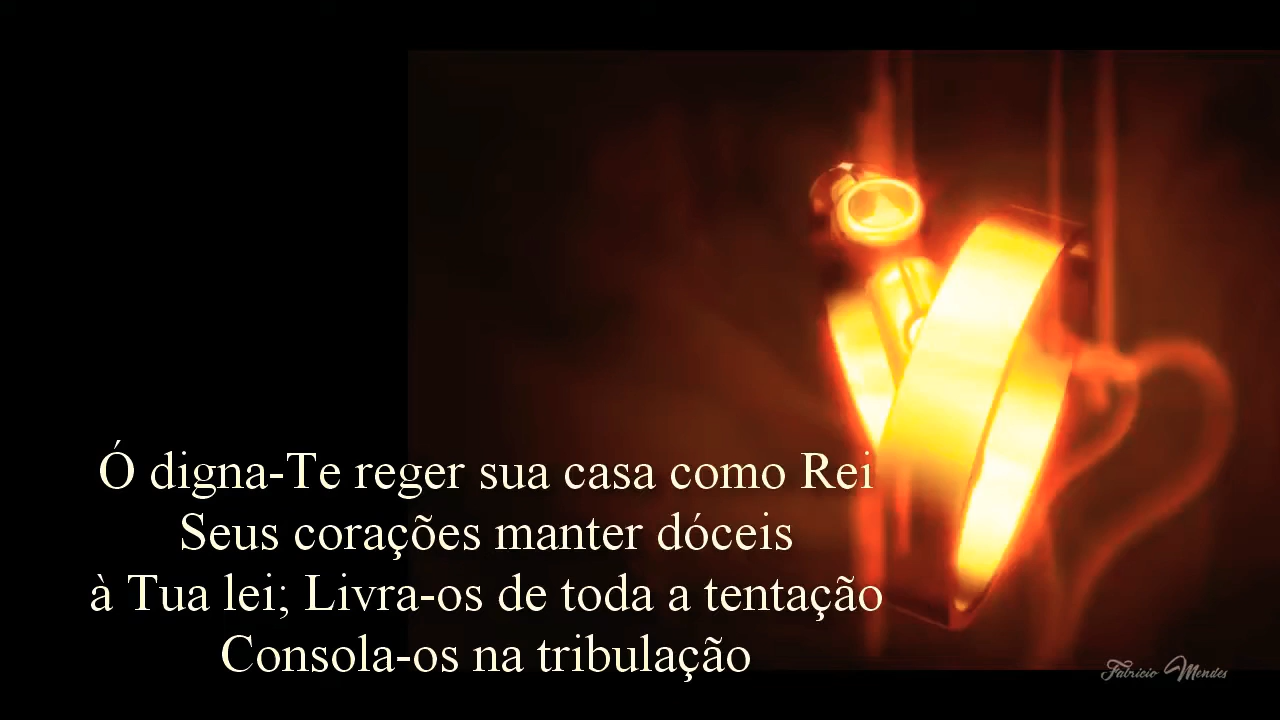 Ó digna-Te reger sua casa como Rei
Seus corações manter dóceis
à Tua lei; Livra-os de toda a tentação
Consola-os na tribulação
Fabricio Mendes